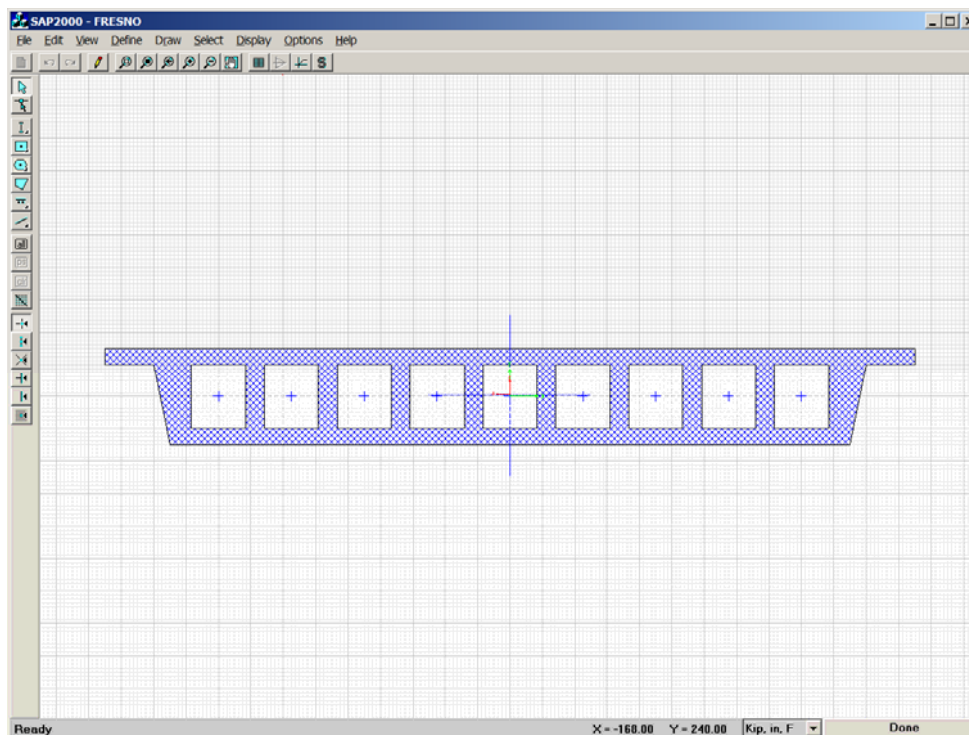 SAP2000 - FRESNO
File Edit View Define Draw Select Display Options Help
Ready X = -168.00 Y = 240.00 Kip, in, F Done